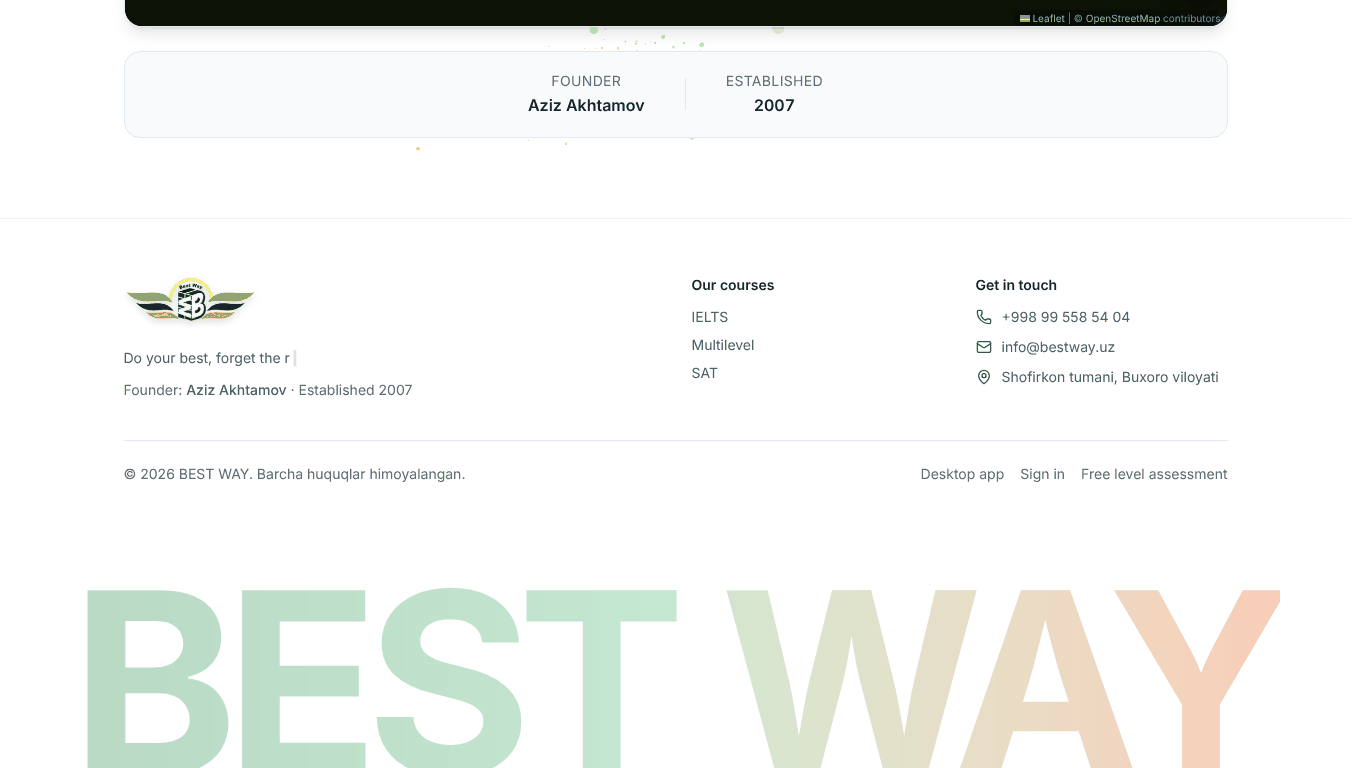 Leaflet | © OpenStreetMap contributors
FOUNDER
Aziz Akhtamov
ESTABLISHED
2007
Best Way
Do your best, forget the r
Founder: Aziz Akhtamov · Established 2007
Our courses
IELTS
Multilevel
SAT
Get in touch
+998 99 558 54 04
info@bestway.uz
Shofirkon tumani, Buxoro viloyati
© 2026 BEST WAY. Barcha huquqlar himoyalangan.
Desktop app Sign in Free level assessment
BEST WAY